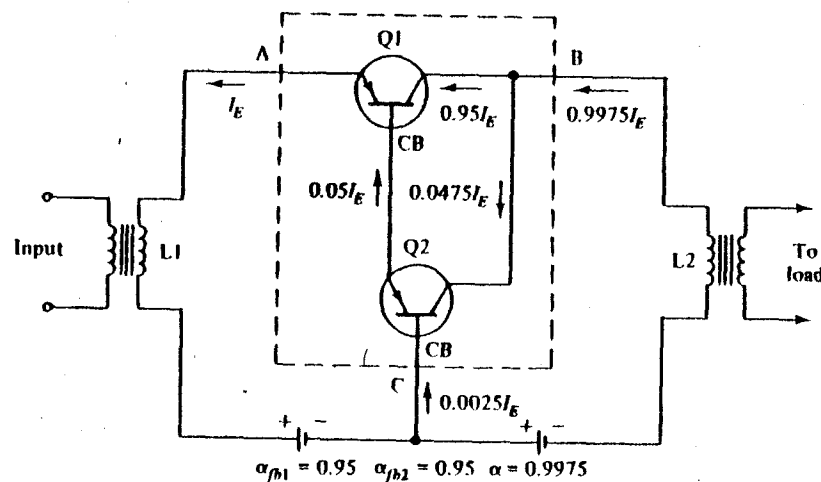 Q1
A
B
I_E
0.95I_E
0.9975I_E
CB
0.05I_E
0.0475I_E
Input
L1
Q2
L2
To
load
CB
C
0.0025I_E
+ -
+ -
α_fb1 = 0.95 α_fb2 = 0.95 α = 0.9975